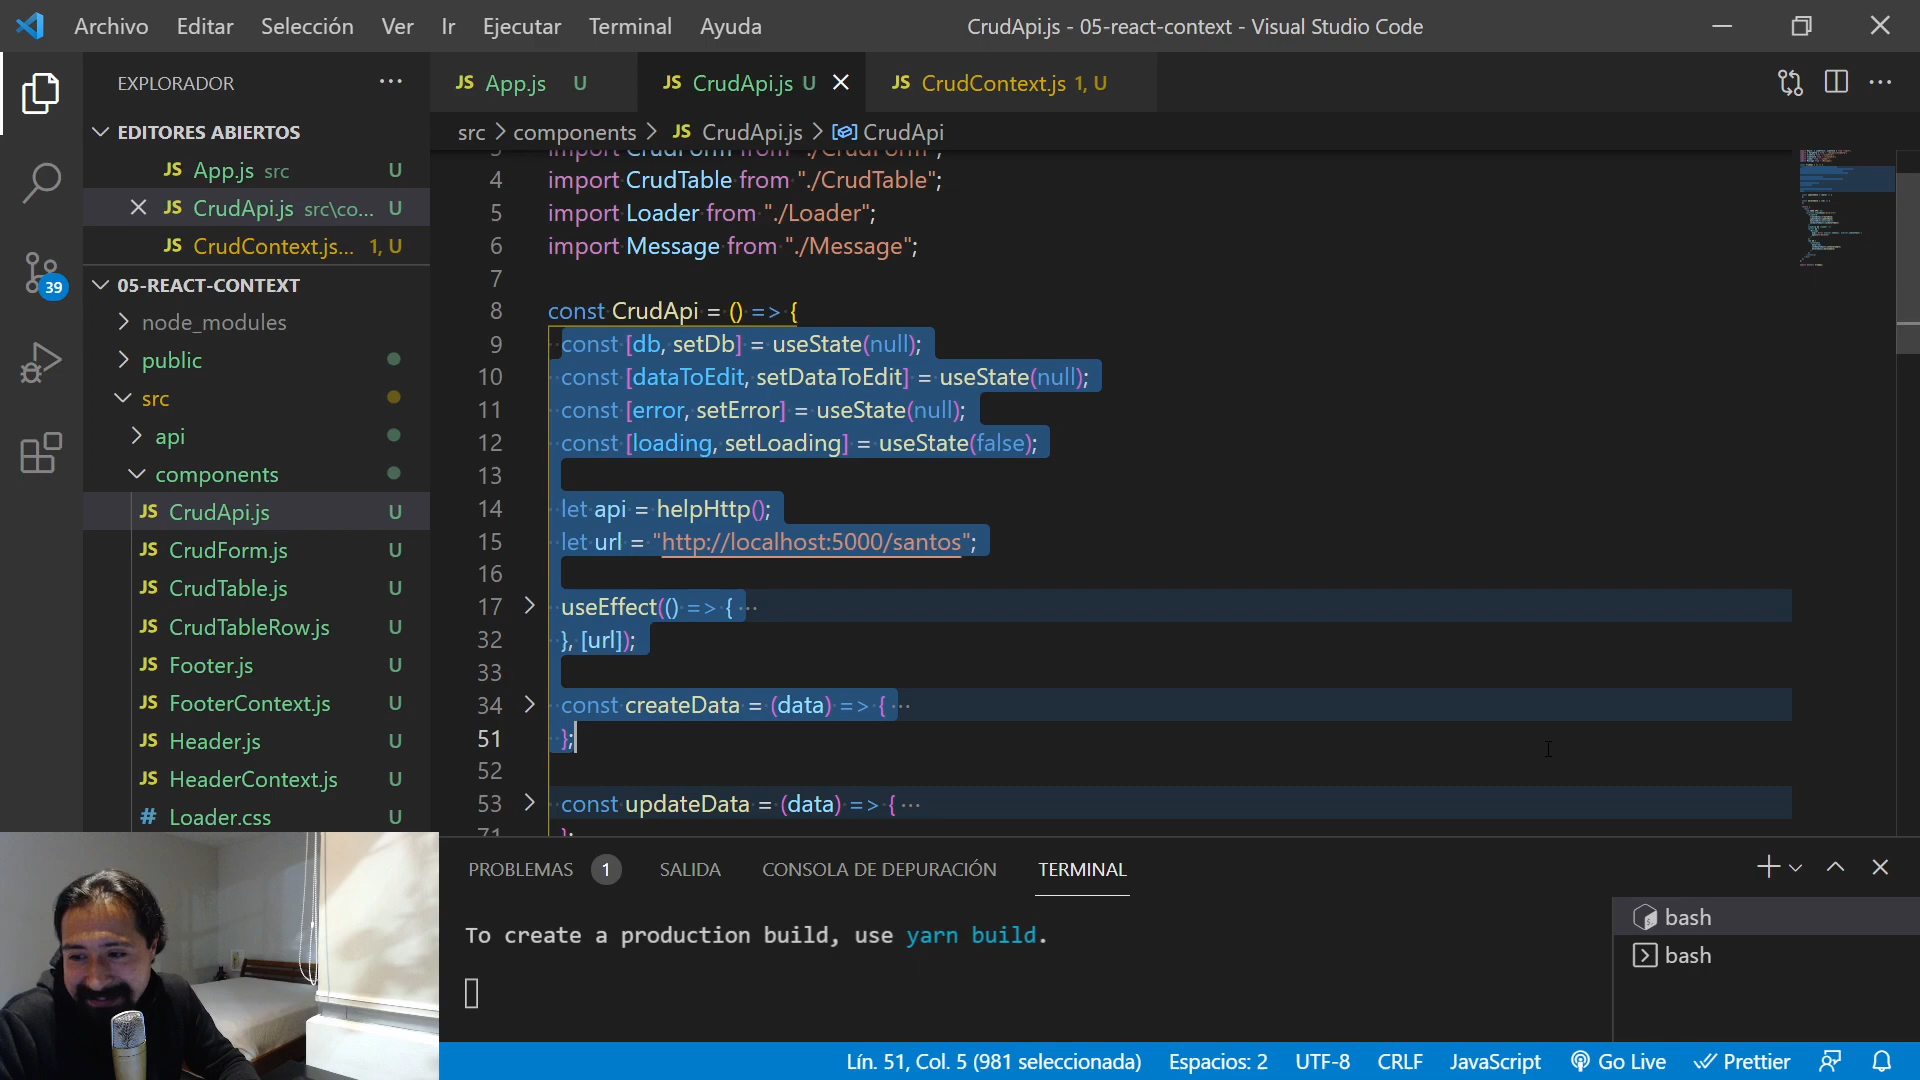 Archivo Editar Selección Ver Ir Ejecutar Terminal Ayuda CrudApi.js - 05-react-context - Visual Studio Code
EXPLORADOR
EDITORES ABIERTOS
JS App.js src U
JS CrudApi.js src\co... U
JS CrudContext.js... 1, U
39
05-REACT-CONTEXT
node_modules
public
src
api
components
JS CrudApi.js U
JS CrudForm.js U
JS CrudTable.js U
JS CrudTableRow.js U
JS Footer.js U
JS FooterContext.js U
JS Header.js U
JS HeaderContext.js U
# Loader.css U
JS App.js U JS CrudApi.js U JS CrudContext.js 1, U
src > components > JS CrudApi.js > CrudApi
3 import CrudForm from "./CrudForm";
4 import CrudTable from "./CrudTable";
5 import Loader from "./Loader";
6 import Message from "./Message";
7
8 const CrudApi = () => {
9 const [db, setDb] = useState(null);
10 const [dataToEdit, setDataToEdit] = useState(null);
11 const [error, setError] = useState(null);
12 const [loading, setLoading] = useState(false);
13
14 let api = helpHttp();
15 let url = "http://localhost:5000/santos";
16
17 useEffect(() => { ...
32 }, [url]);
33
34 const createData = (data) => { ...
51 };
52
53 const updateData = (data) => { ...
71 };
PROBLEMAS 1 SALIDA CONSOLA DE DEPURACIÓN TERMINAL
To create a production build, use yarn build.
bash
bash
Lín. 51, Col. 5 (981 seleccionada) Espacios: 2 UTF-8 CRLF JavaScript Go Live Prettier